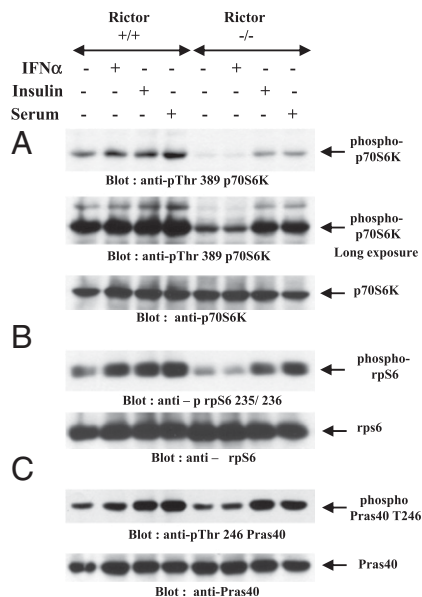 Rictor Rictor
+/+ -/-
IFNα - + - - - + - -
Insulin - - + - - - + -
Serum - - - + - - - +
A
phospho-
p70S6K
Blot : anti-pThr 389 p70S6K
phospho-
p70S6K
Long exposure
Blot : anti-pThr 389 p70S6K
p70S6K
Blot : anti-p70S6K
B
phospho-
rpS6
Blot : anti – p rpS6 235/ 236
rps6
Blot : anti – rpS6
C
phospho
Pras40 T246
Blot : anti-pThr 246 Pras40
Pras40
Blot : anti-Pras40